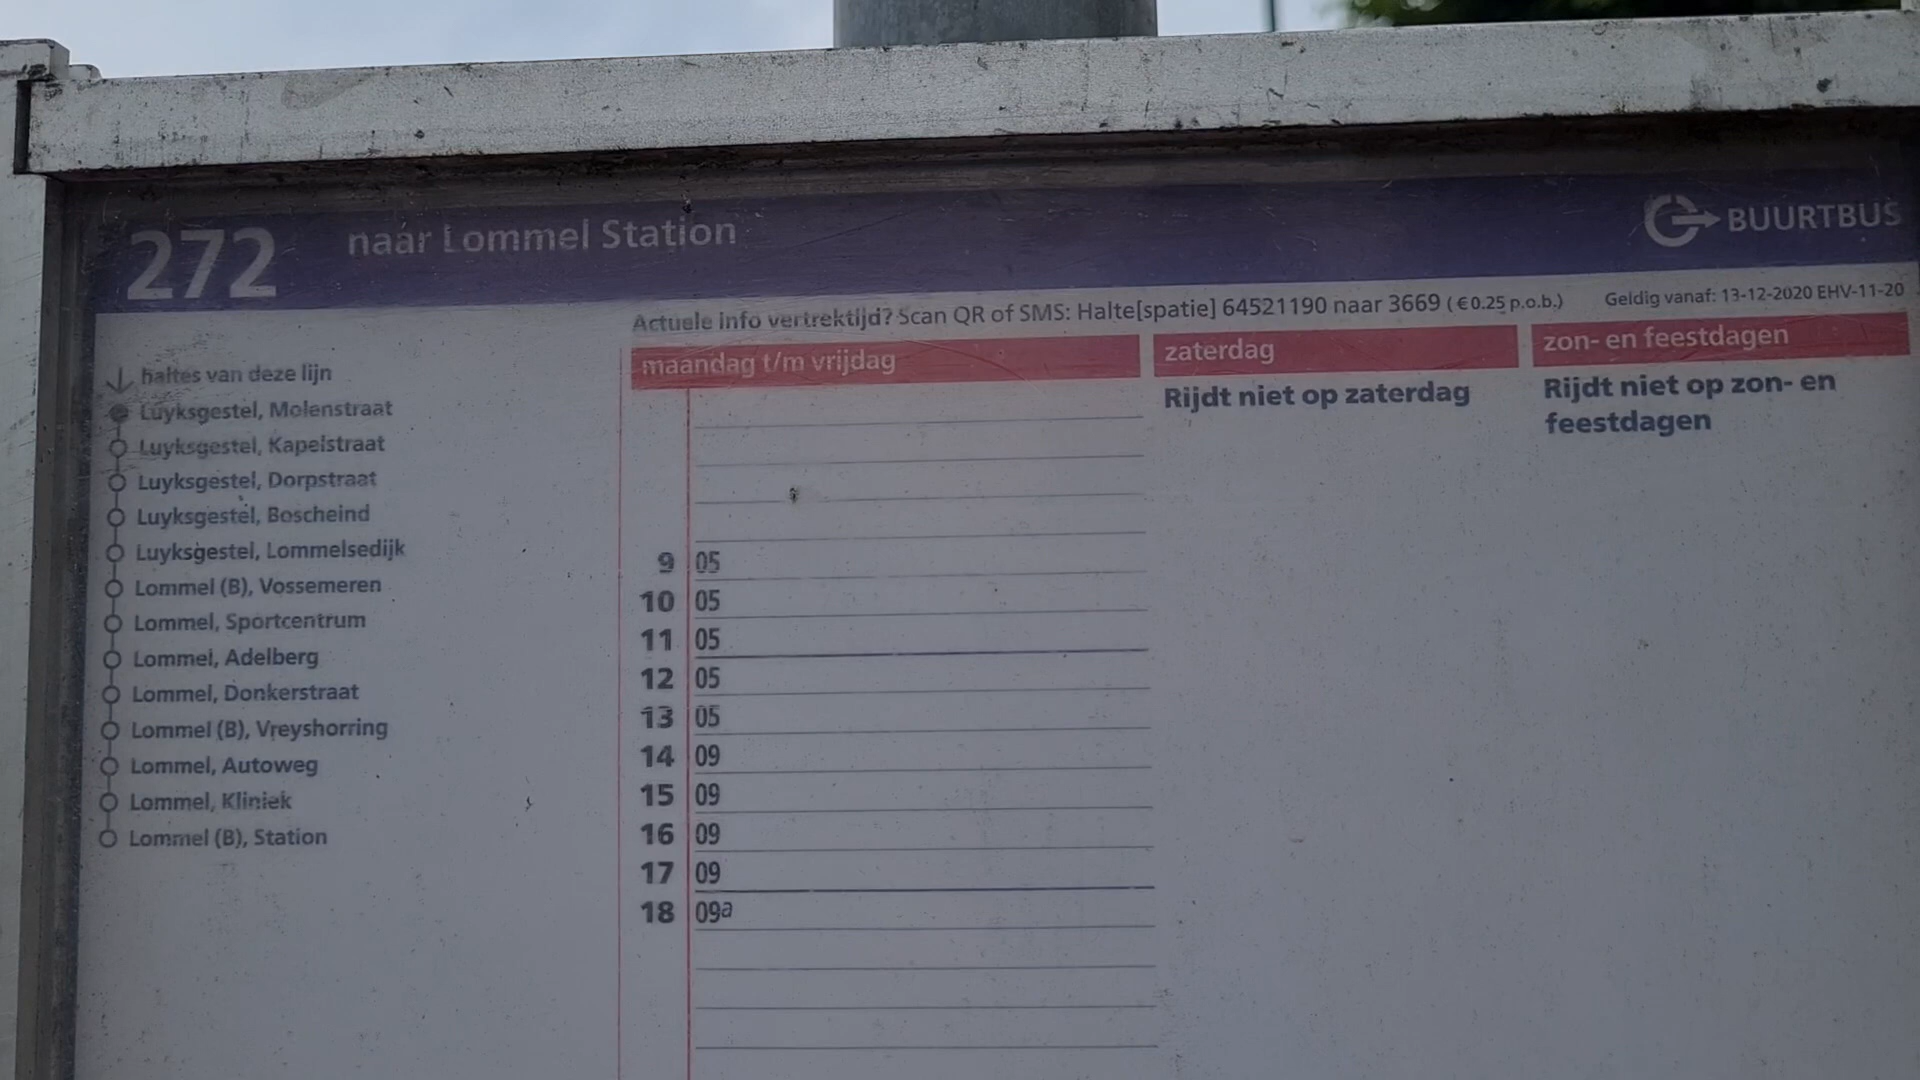 272 naar Lommel Station BUURTBUS
Actuele info vertrektijd? Scan QR of SMS: Halte[spatie] 64521190 naar 3669 (€0.25 p.o.b.) Geldig vanaf: 13-12-2020 EHV-11-20
haltes van deze lijn
Luyksgestel, Molenstraat
Luyksgestel, Kapelstraat
Luyksgestel, Dorpstraat
Luyksgestel, Boscheind
Luyksgestel, Lommelsedijk
Lommel (B), Vossemeren
Lommel, Sportcentrum
Lommel, Adelberg
Lommel, Donkerstraat
Lommel (B), Vreyshorring
Lommel, Autoweg
Lommel, Kliniek
Lommel (B), Station
maandag t/m vrijdag
9 05
10 05
11 05
12 05
13 05
14 09
15 09
16 09
17 09
18 09a
zaterdag
Rijdt niet op zaterdag
zon- en feestdagen
Rijdt niet op zon- en
feestdagen